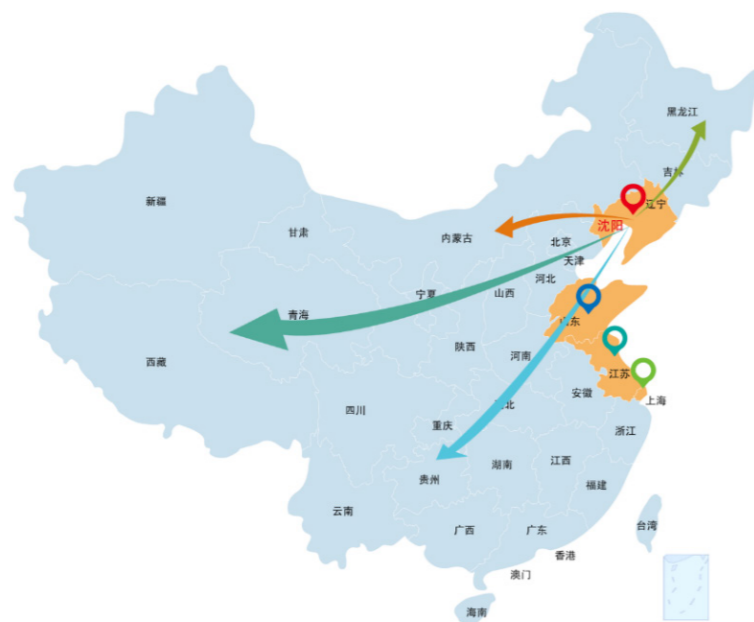 黑龙江
吉林
新疆
辽宁
沈阳
甘肃
内蒙古
北京
天津
河北
宁夏
山西
青海
山东
陕西
河南
西藏
江苏
安徽
上海
四川
湖北
重庆
浙江
江西
湖南
贵州
福建
云南
台湾
广西
广东
香港
澳门
海南